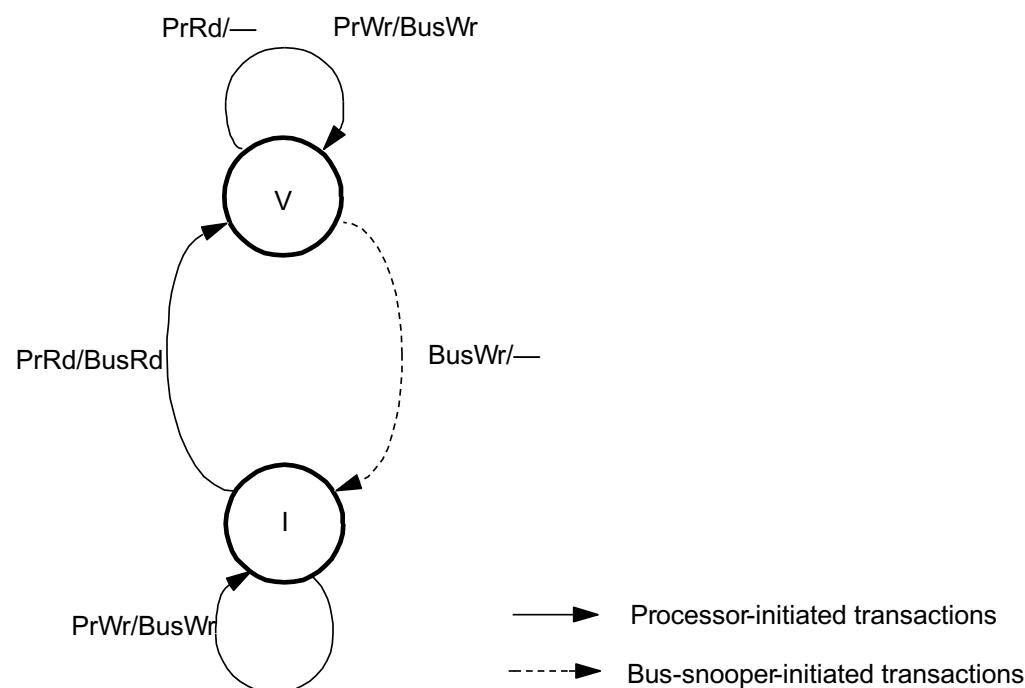 PrRd/—
PrWr/BusWr
V
PrRd/BusRd
BusWr/—
I
PrWr/BusWr
Processor-initiated transactions
Bus-snooper-initiated transactions